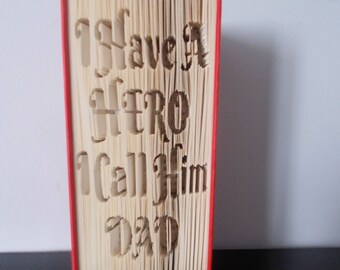 I Have A
HERO
I Call Him
DAD